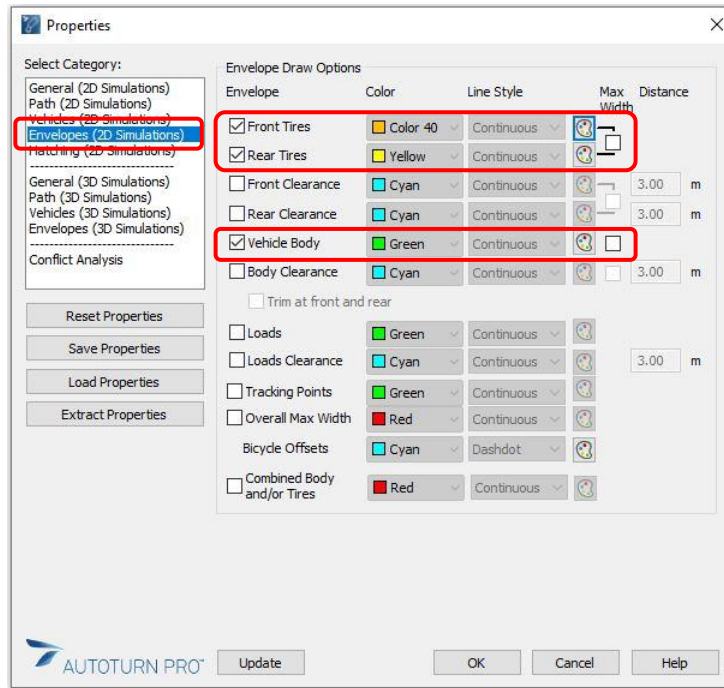 Properties
Select Category:
General (2D Simulations)
Path (2D Simulations)
Vehicles (2D Simulations)
Envelopes (2D Simulations)
Hatching (2D Simulations)
----------------------------
General (3D Simulations)
Path (3D Simulations)
Vehicles (3D Simulations)
Envelopes (3D Simulations)
----------------------------
Conflict Analysis
Reset Properties
Save Properties
Load Properties
Extract Properties
Envelope Draw Options
Envelope Color Line Style Max Width Distance
Front Tires Color 40 Continuous
Rear Tires Yellow Continuous
Front Clearance Cyan Continuous 3.00 m
Rear Clearance Cyan Continuous 3.00 m
Vehicle Body Green Continuous
Body Clearance Cyan Continuous 3.00 m
Trim at front and rear
Loads Green Continuous
Loads Clearance Cyan Continuous 3.00 m
Tracking Points Green Continuous
Overall Max Width Red Continuous
Bicycle Offsets Cyan Dashdot
Combined Body
and/or Tires Red Continuous
AUTOTURN PRO™ Update OK Cancel Help